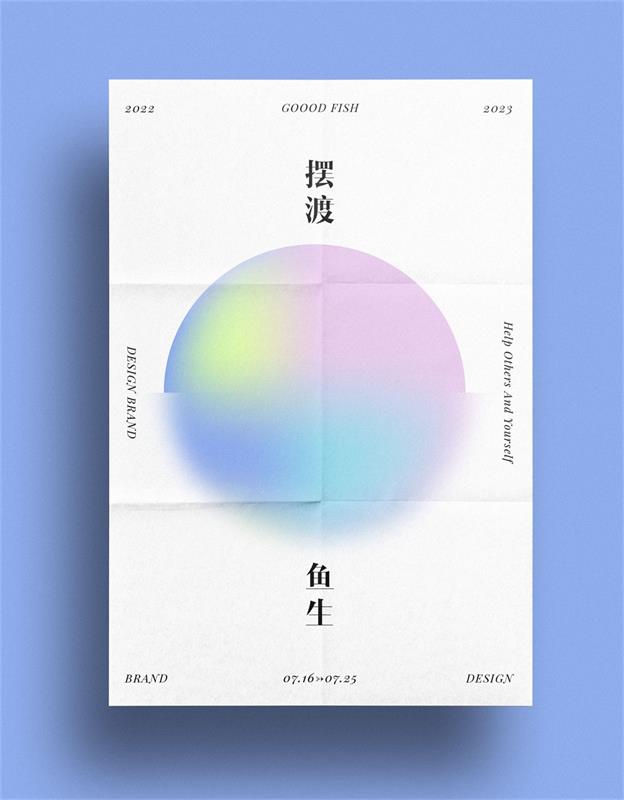 2022
GOOOD FISH
2023
摆渡
DESIGN BRAND
Help Others And Yourself
鱼生
BRAND
07.16»07.25
DESIGN